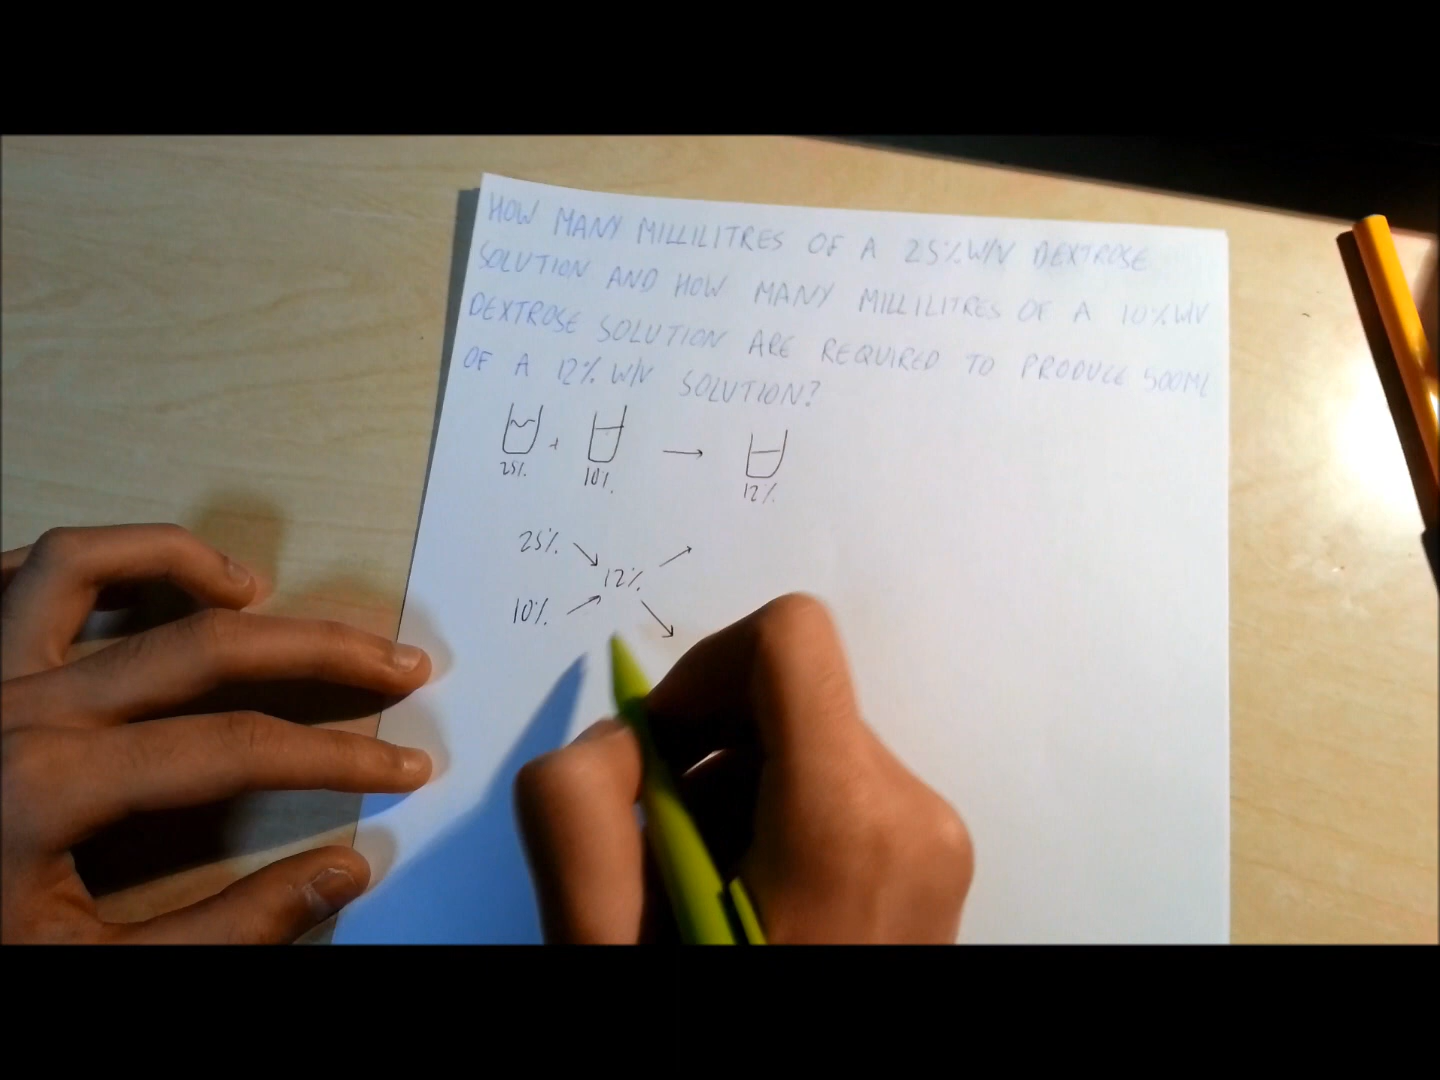 HOW MANY MILLILITRES OF A 25% W/V DEXTROSE
SOLUTION AND HOW MANY MILLILITRES OF A 10% W/V
DEXTROSE SOLUTION ARE REQUIRED TO PRODUCE 500ML
OF A 12% W/V SOLUTION?
+ →
25% 10% 12%
25%
12%
10%